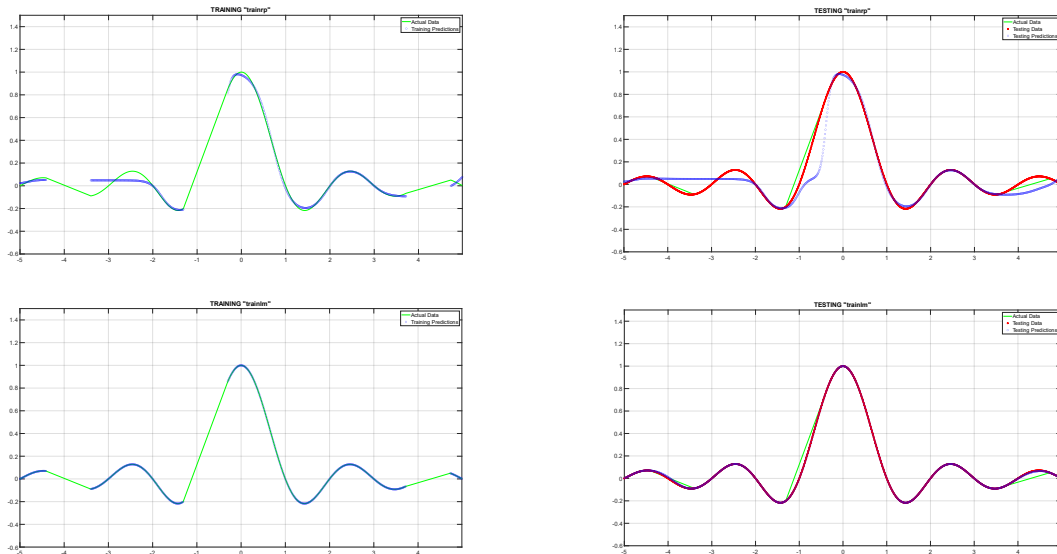 TRAINING "trainrp"
Actual Data
Training Predictions
1.4
1.2
1
0.8
0.6
0.4
0.2
0
-0.2
-0.4
-0.6
-5 -4 -3 -2 -1 0 1 2 3 4 5
TESTING "trainrp"
Actual Data
Testing Data
Testing Predictions
1.4
1.2
1
0.8
0.6
0.4
0.2
0
-0.2
-0.4
-0.6
-5 -4 -3 -2 -1 0 1 2 3 4
TRAINING "trainlm"
Actual Data
Training Predictions
1.4
1.2
1
0.8
0.6
0.4
0.2
0
-0.2
-0.4
-0.6
-5 -4 -3 -2 -1 0 1 2 3 4 5
TESTING "trainlm"
Actual Data
Testing Data
Testing Predictions
1.4
1.2
1
0.8
0.6
0.4
0.2
0
-0.2
-0.4
-0.6
-5 -4 -3 -2 -1 0 1 2 3 4